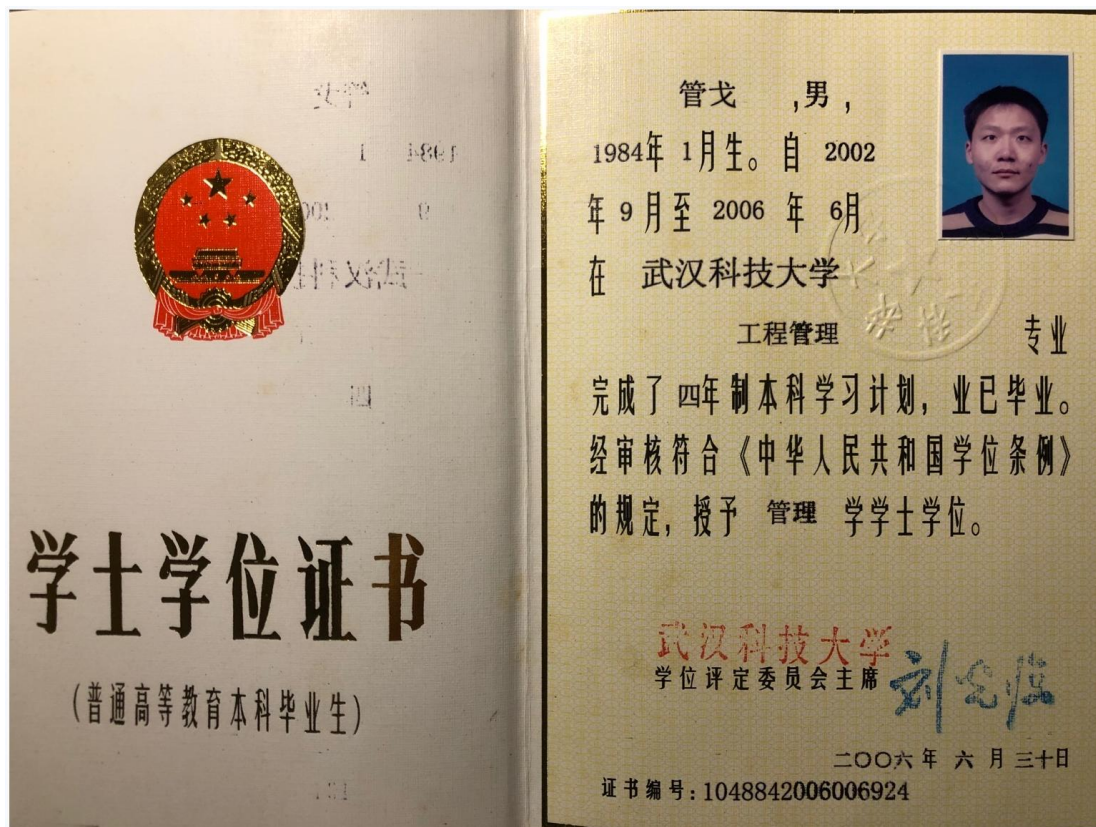 学士学位证书
(普通高等教育本科毕业生)
管戈 ,男,
1984年 1月生。自 2002
年 9 月至 2006 年 6月
在 武汉科技大学
工程管理 专业
完成了 四年 制本科学习计划, 业已毕业。
经审核符合《中华人民共和国学位条例》
的规定, 授予 管理 学学士学位。
武汉科技大学
学位评定委员会主席
二〇〇六年 六 月 三十日
证书编号:1048842006006924